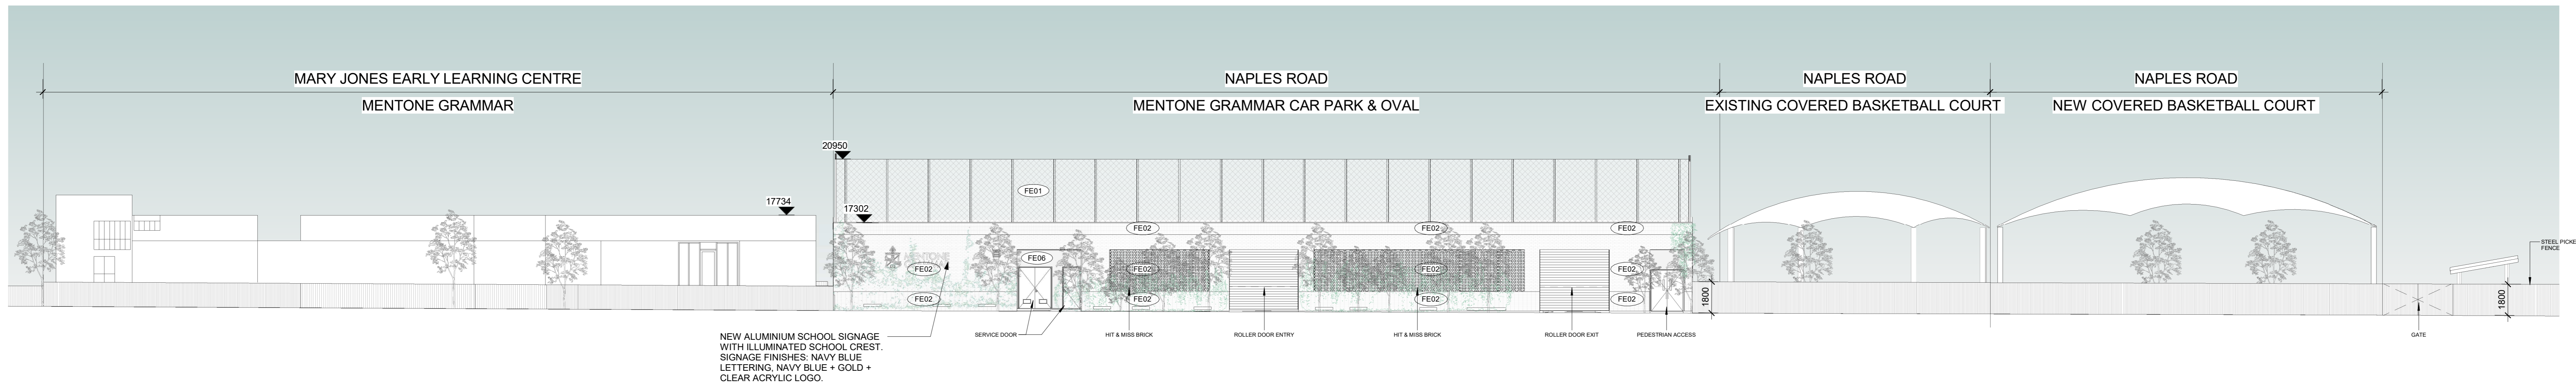 MARY JONES EARLY LEARNING CENTRE
MENTONE GRAMMAR
NAPLES ROAD
MENTONE GRAMMAR CAR PARK & OVAL
NAPLES ROAD
EXISTING COVERED BASKETBALL COURT
NAPLES ROAD
NEW COVERED BASKETBALL COURT
20950
17734
17302
FE01
FE02
FE02
FE02
FE06
FE02
FE02
FE02
FE02
FE02
FE02
FE02
FE02
1800
1800
STEEL PICKE
FENCE
NEW ALUMINIUM SCHOOL SIGNAGE
WITH ILLUMINATED SCHOOL CREST.
SIGNAGE FINISHES: NAVY BLUE
LETTERING, NAVY BLUE + GOLD +
CLEAR ACRYLIC LOGO.
SERVICE DOOR
HIT & MISS BRICK
ROLLER DOOR ENTRY
HIT & MISS BRICK
ROLLER DOOR EXIT
PEDESTRIAN ACCESS
GATE